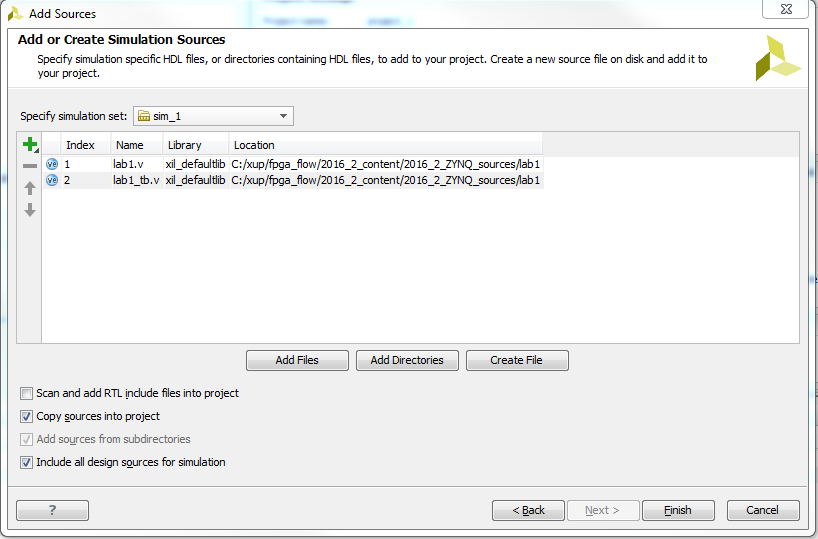 Add Sources
Add or Create Simulation Sources
Specify simulation specific HDL files, or directories containing HDL files, to add to your project. Create a new source file on disk and add it to
your project.
Specify simulation set: sim_1
Index Name Library Location
1 lab1.v xil_defaultlib C:/xup/fpga_flow/2016_2_content/2016_2_ZYNQ_sources/lab1
2 lab1_tb.v xil_defaultlib C:/xup/fpga_flow/2016_2_content/2016_2_ZYNQ_sources/lab1
Add Files Add Directories Create File
Scan and add RTL include files into project
Copy sources into project
Add sources from subdirectories
Include all design sources for simulation
? < Back Next > Finish Cancel